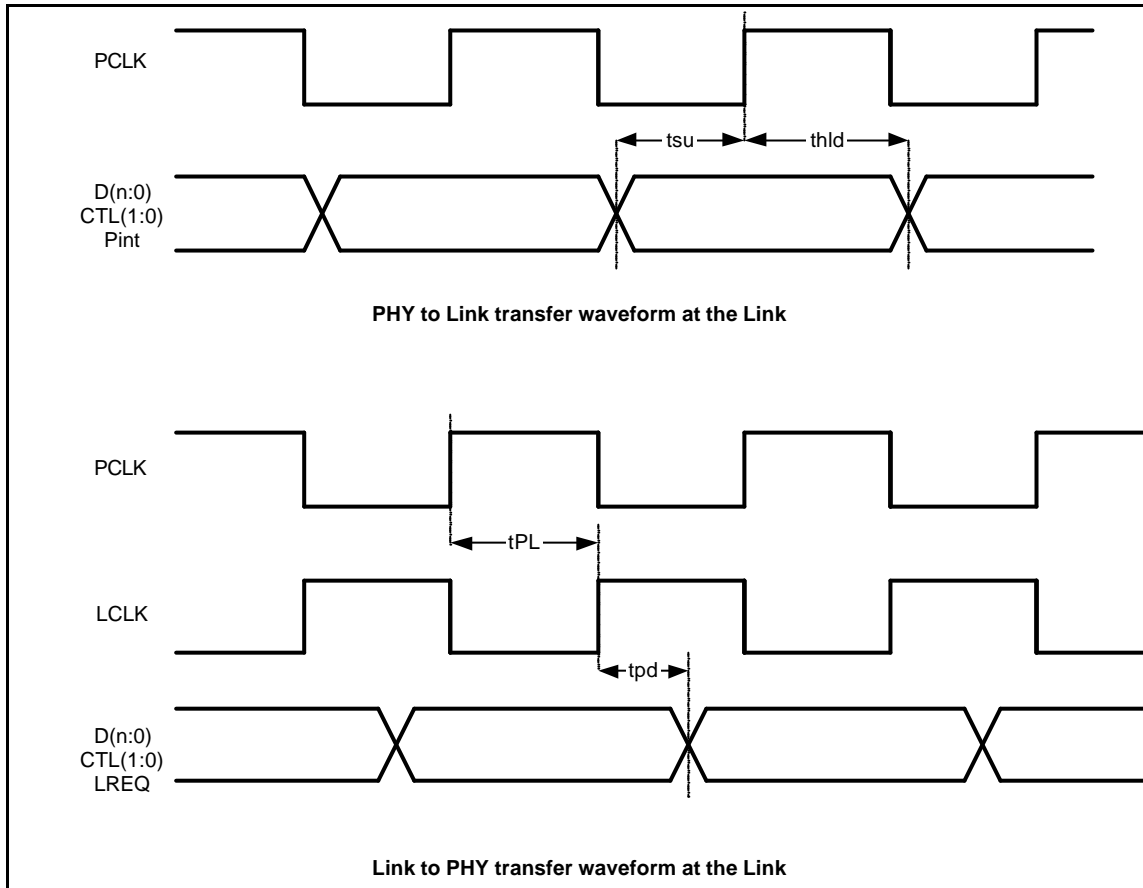 PCLK
tsu
thld
D(n:0)
CTL(1:0)
Pint
PHY to Link transfer waveform at the Link
PCLK
tPL
LCLK
tpd
D(n:0)
CTL(1:0)
LREQ
Link to PHY transfer waveform at the Link